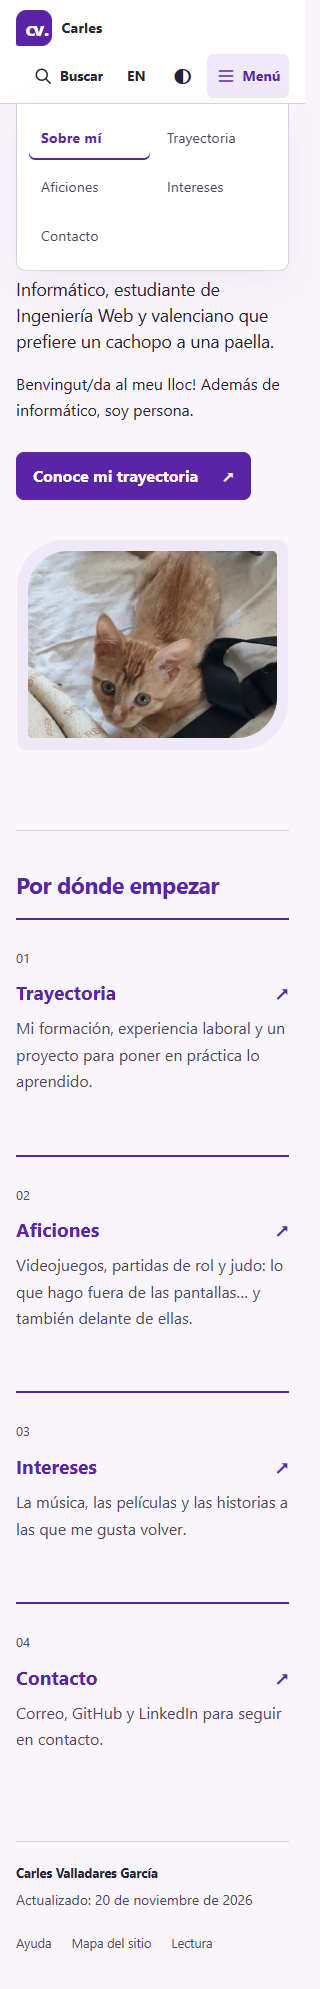 cv. Carles
Buscar EN Menú
Sobre mí Trayectoria
Aficiones Intereses
Contacto
Informático, estudiante de
Ingeniería Web y valenciano que
prefiere un cachopo a una paella.
Benvingut/da al meu lloc! Además de
informático, soy persona.
Conoce mi trayectoria ↗
Por dónde empezar
01
Trayectoria ↗
Mi formación, experiencia laboral y un
proyecto para poner en práctica lo
aprendido.
02
Aficiones ↗
Videojuegos, partidas de rol y judo: lo
que hago fuera de las pantallas... y
también delante de ellas.
03
Intereses ↗
La música, las películas y las historias a
las que me gusta volver.
04
Contacto ↗
Correo, GitHub y LinkedIn para seguir
en contacto.
Carles Valladares García
Actualizado: 20 de noviembre de 2026
Ayuda Mapa del sitio Lectura